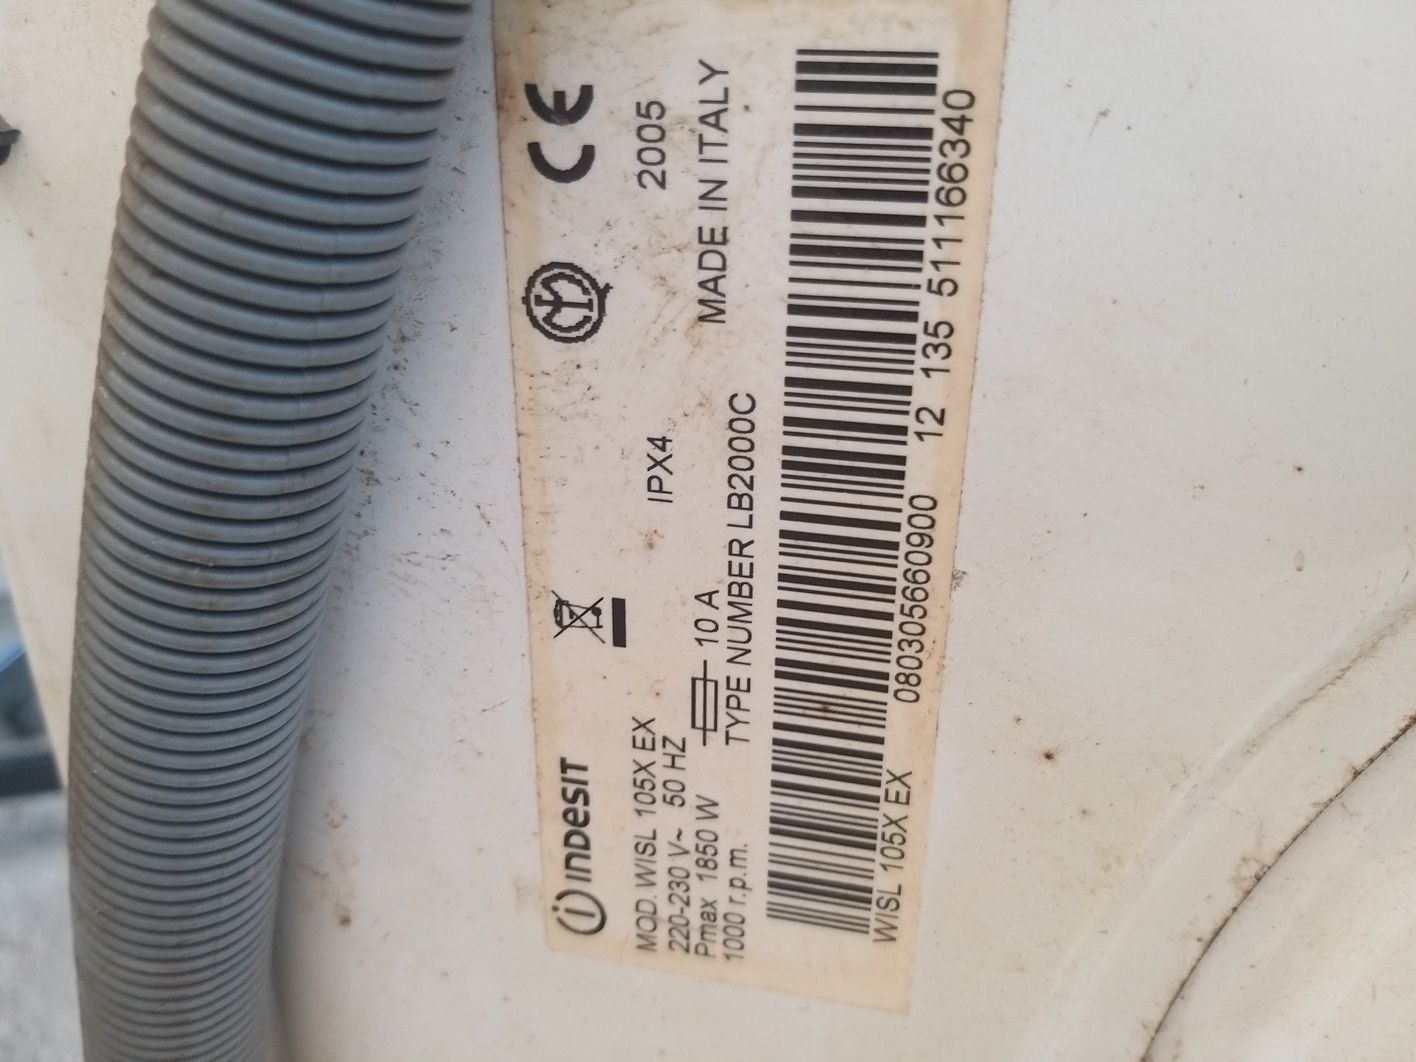 INDESIT
MOD. WISL 105X EX
220-230 V~ 50 HZ
Pmax 1850 W
1000 r.p.m.
10 A
TYPE NUMBER LB2000C
IPX4
CE
2005
MADE IN ITALY
WISL 105X EX 080305660900 12 135 511166340